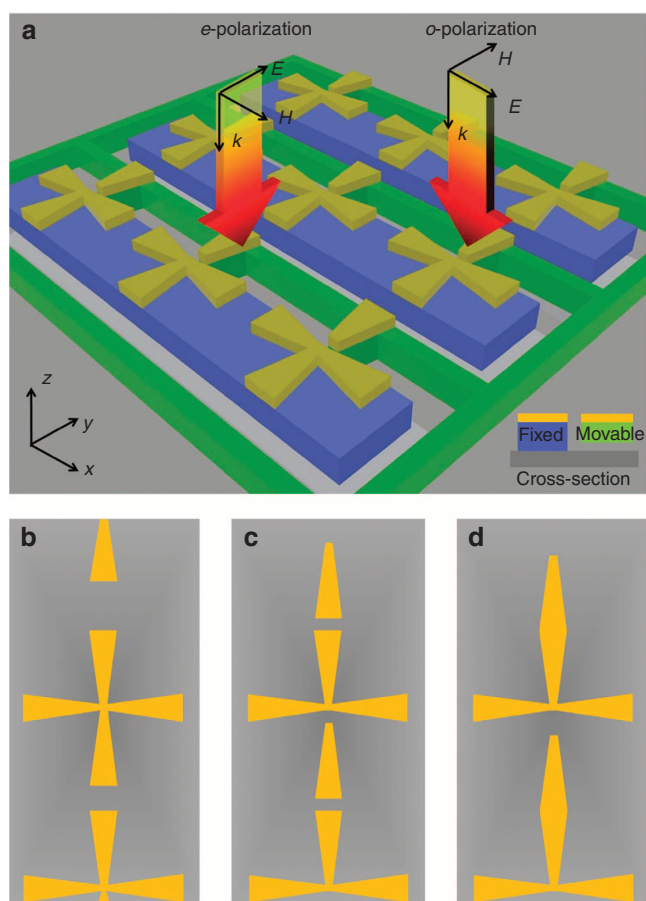 a
e-polarization
o-polarization
E
H
k
H
E
k
z
y
x
Fixed
Movable
Cross-section
b
c
d